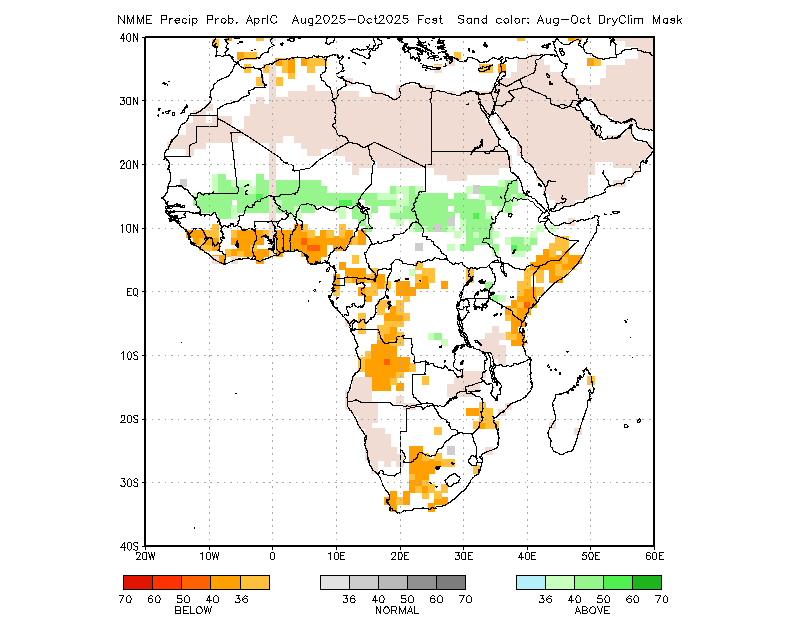 NMME Precip Prob. AprIC Aug2025-Oct2025 Fcst Sand color: Aug-Oct DryClim Mask
40N
30N
20N
10N
EQ
10S
20S
30S
40S
20W 10W 0 10E 20E 30E 40E 50E 60E
70 60 50 40 36 36 40 50 60 70 36 40 50 60 70
BELOW NORMAL ABOVE